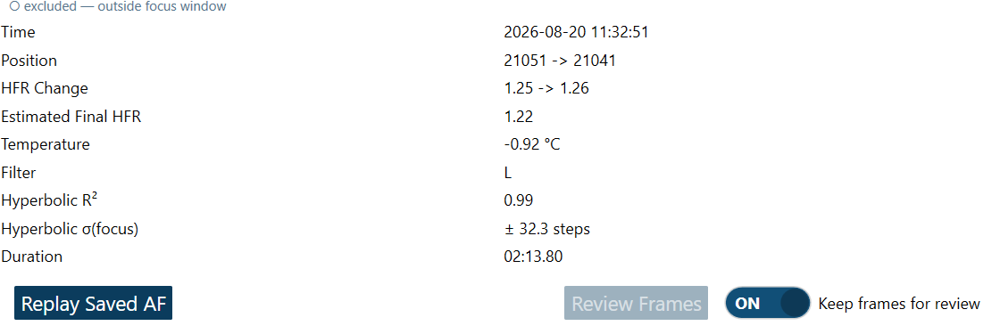 ○ excluded — outside focus window
Time 2026-08-20 11:32:51
Position 21051 -> 21041
HFR Change 1.25 -> 1.26
Estimated Final HFR 1.22
Temperature -0.92 °C
Filter L
Hyperbolic R² 0.99
Hyperbolic σ(focus) ± 32.3 steps
Duration 02:13.80
Replay Saved AF Review Frames ON Keep frames for review